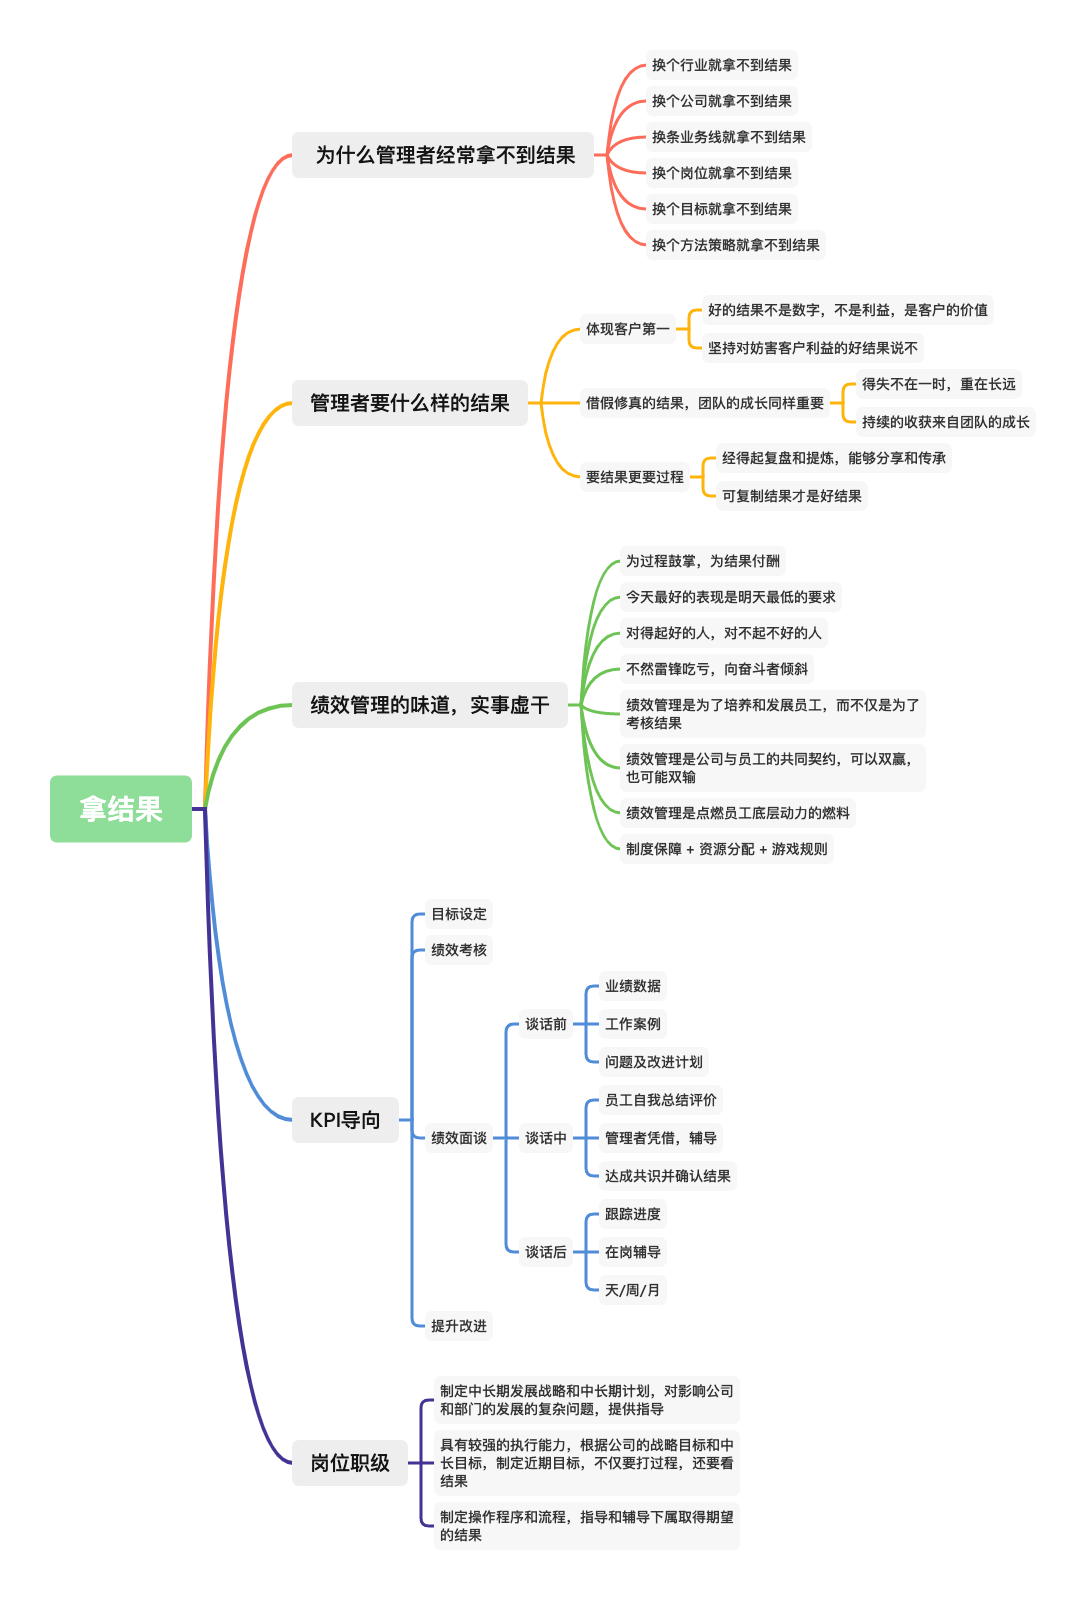 拿结果
为什么管理者经常拿不到结果
换个行业就拿不到结果
换个公司就拿不到结果
换条业务线就拿不到结果
换个岗位就拿不到结果
换个目标就拿不到结果
换个方法策略就拿不到结果
管理者要什么样的结果
体现客户第一
好的结果不是数字，不是利益，是客户的价值
坚持对妨害客户利益的好结果说不
借假修真的结果，团队的成长同样重要
得失不在一时，重在长远
持续的收获来自团队的成长
要结果更要过程
经得起复盘和提炼，能够分享和传承
可复制结果才是好结果
绩效管理的味道，实事虚干
为过程鼓掌，为结果付酬
今天最好的表现是明天最低的要求
对得起好的人，对不起不好的人
不然雷锋吃亏，向奋斗者倾斜
绩效管理是为了培养和发展员工，而不仅是为了
考核结果
绩效管理是公司与员工的共同契约，可以双赢，
也可能双输
绩效管理是点燃员工底层动力的燃料
制度保障 + 资源分配 + 游戏规则
KPI导向
目标设定
绩效考核
绩效面谈
谈话前
业绩数据
工作案例
问题及改进计划
谈话中
员工自我总结评价
管理者凭借，辅导
达成共识并确认结果
谈话后
跟踪进度
在岗辅导
天/周/月
提升改进
岗位职级
制定中长期发展战略和中长期计划，对影响公司
和部门的发展的复杂问题，提供指导
具有较强的执行能力，根据公司的战略目标和中
长目标，制定近期目标，不仅要打过程，还要看
结果
制定操作程序和流程，指导和辅导下属取得期望
的结果